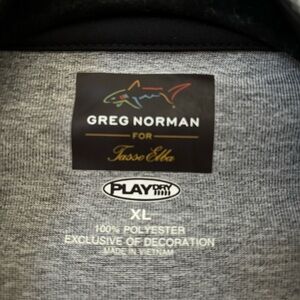 GREG NORMAN
FOR
Tasso Elba
PLAYDRY
XL
100% POLYESTER
EXCLUSIVE OF DECORATION
MADE IN VIETNAM